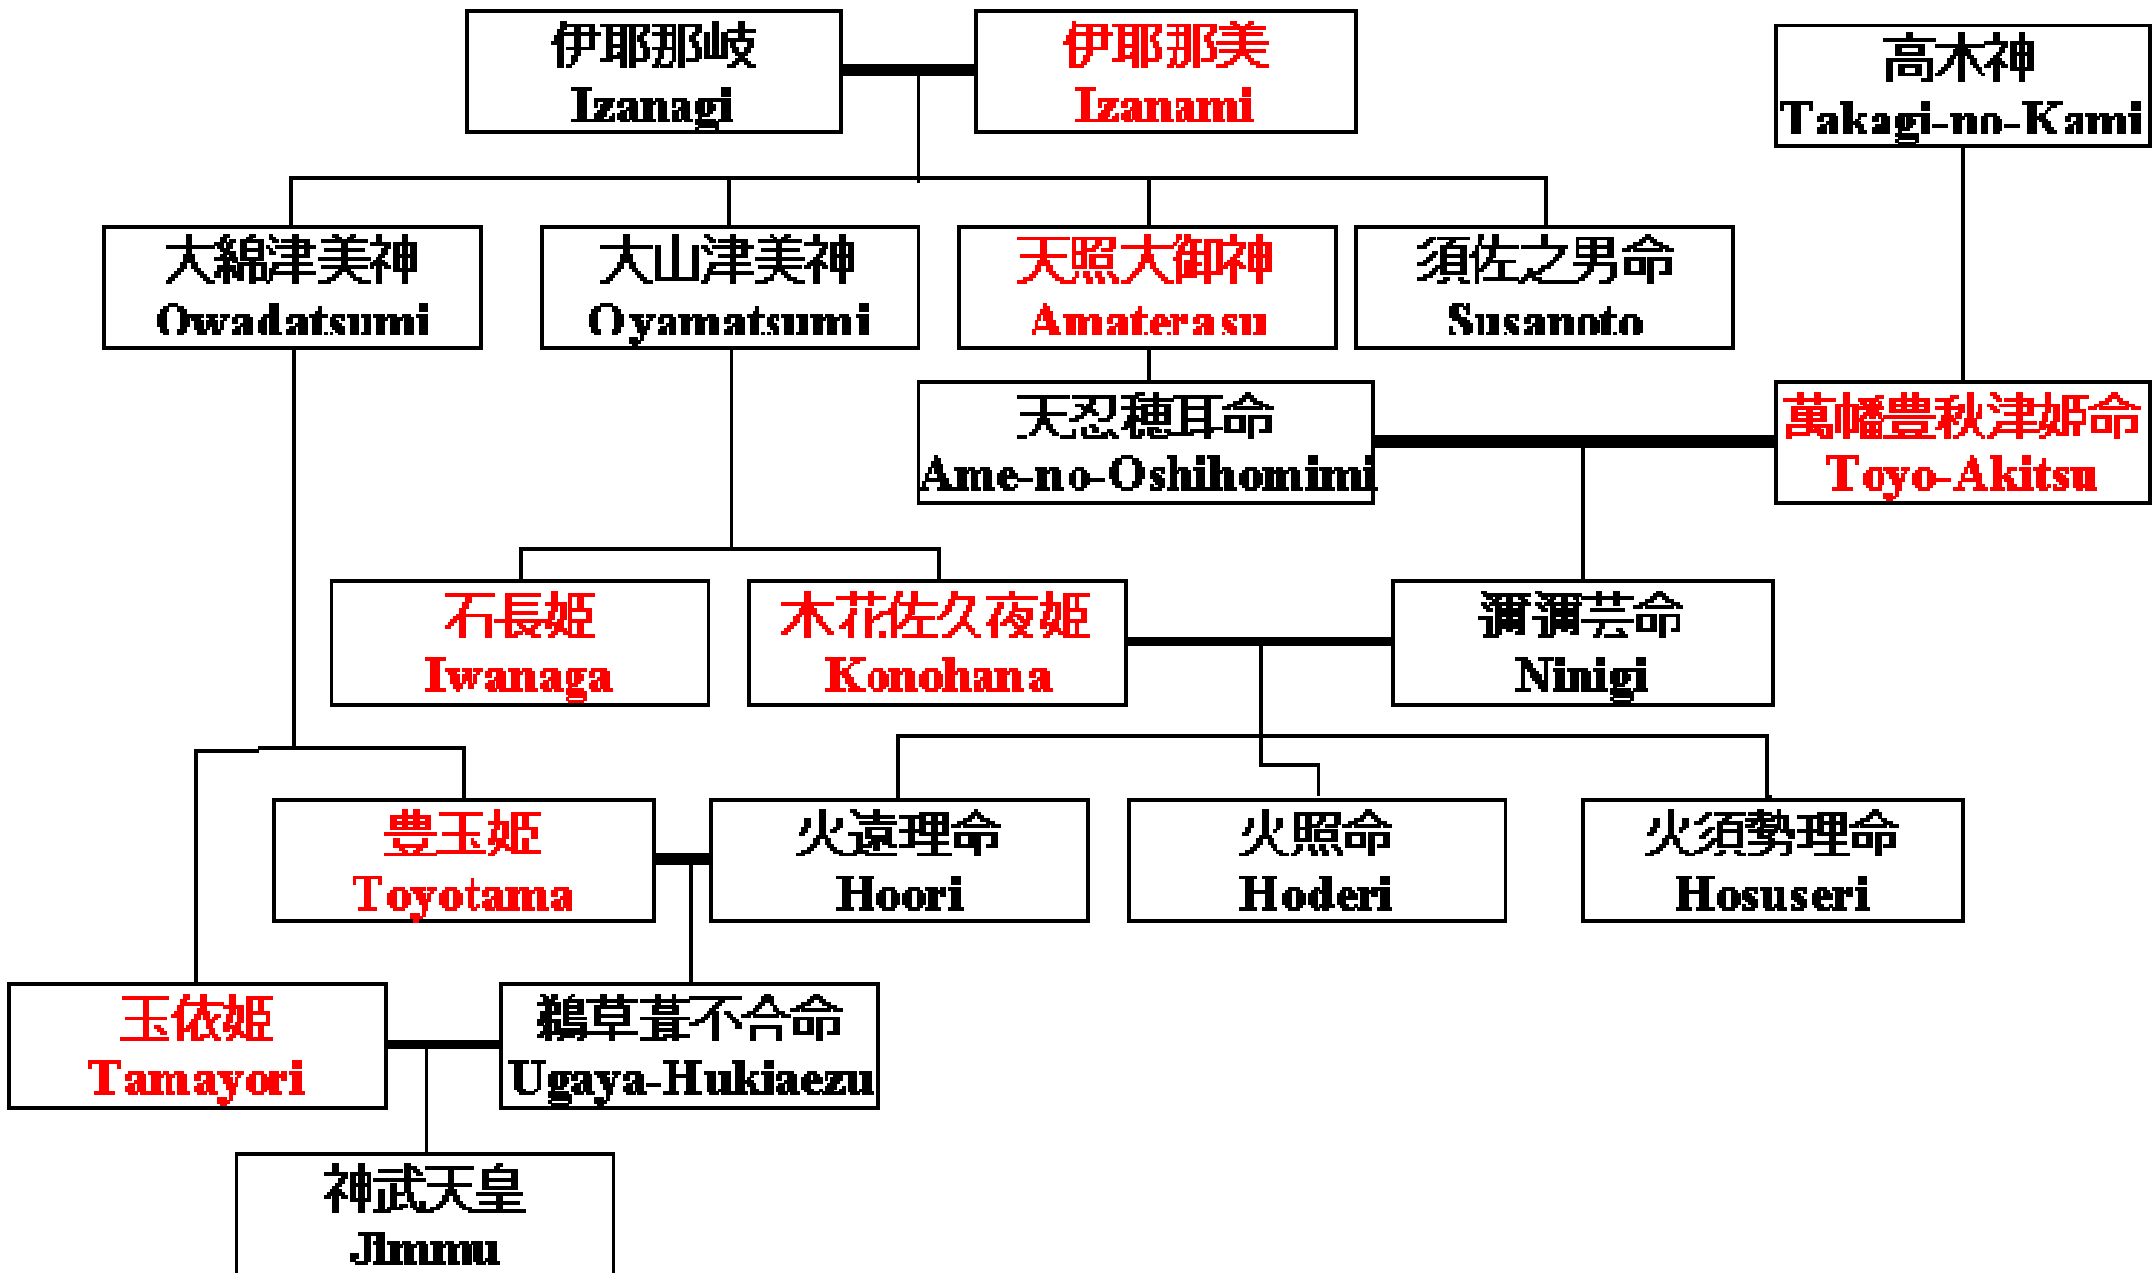 伊耶那岐
Izanagi
伊耶那美
Izanami
高木神
Takagi-no-Kami
大綿津美神
Owadatsumi
大山津美神
Oyamatsumi
天照大御神
Amaterasu
須佐之男命
Susanoto
天忍穂耳命
Ame-no-Oshihomimi
萬幡豊秋津姫命
Toyo-Akitsu
石長姫
Iwanaga
木花佐久夜姫
Konohana
彌彌芸命
Ninigi
豊玉姫
Toyotama
火遠理命
Hoori
火照命
Hoderi
火須勢理命
Hosuseri
玉依姫
Tamayori
鵜草葺不合命
Ugaya-Hukiaezu
神武天皇
Jimmu